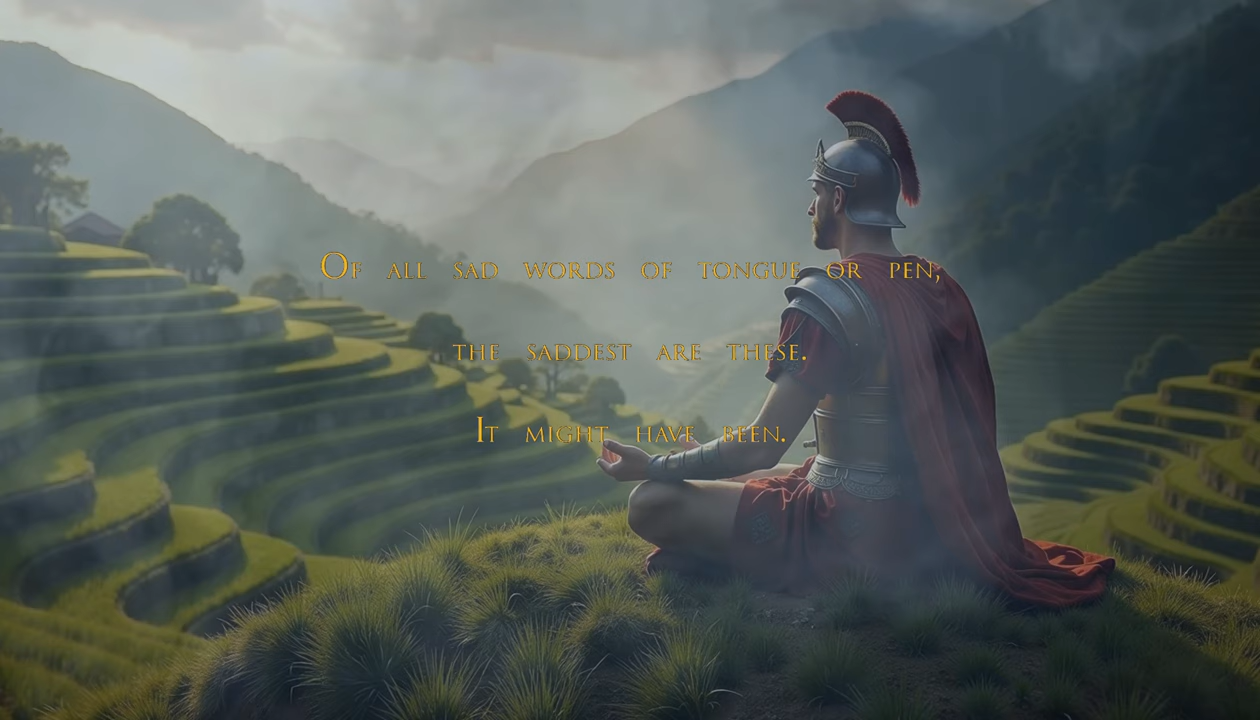 Of all sad words of tongue or pen,
the saddest are these.
It might have been.